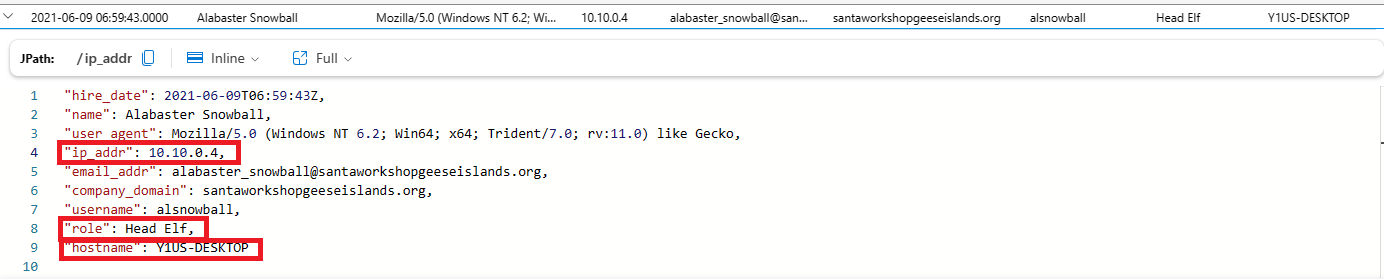 2021-06-09 06:59:43.0000 Alabaster Snowball Mozilla/5.0 (Windows NT 6.2; Wi... 10.10.0.4 alabaster_snowball@san... santaworkshopgeeseislands.org alsnowball Head Elf Y1US-DESKTOP
JPath: /ip_addr Inline Full
1 "hire_date": 2021-06-09T06:59:43Z,
2 "name": Alabaster Snowball,
3 "user_agent": Mozilla/5.0 (Windows NT 6.2; Win64; x64; Trident/7.0; rv:11.0) like Gecko,
4 "ip_addr": 10.10.0.4,
5 "email_addr": alabaster_snowball@santaworkshopgeeseislands.org,
6 "company_domain": santaworkshopgeeseislands.org,
7 "username": alsnowball,
8 "role": Head Elf,
9 "hostname": Y1US-DESKTOP
10